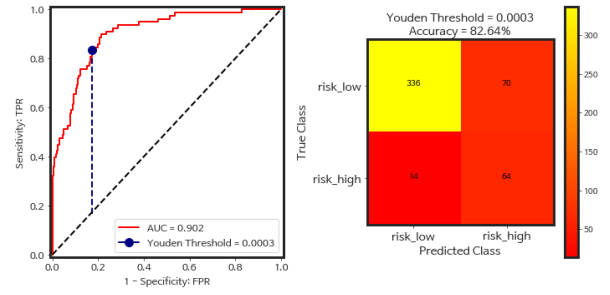 1.0
0.8
0.6
0.4
0.2
0.0
Sensitivity: TPR
AUC = 0.902
Youden Threshold = 0.0003
0.0 0.2 0.4 0.6 0.8 1.0
1 - Specificity: FPR
Youden Threshold = 0.0003
Accuracy = 82.64%
True Class
risk_low
336 70
risk_high
14 64
risk_low risk_high
Predicted Class
300
250
200
150
100
50